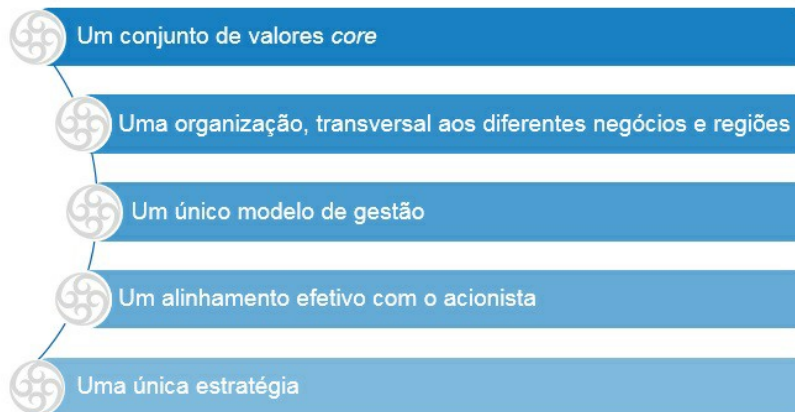 Um conjunto de valores core
Uma organização, transversal aos diferentes negócios e regiões
Um único modelo de gestão
Um alinhamento efetivo com o acionista
Uma única estratégia